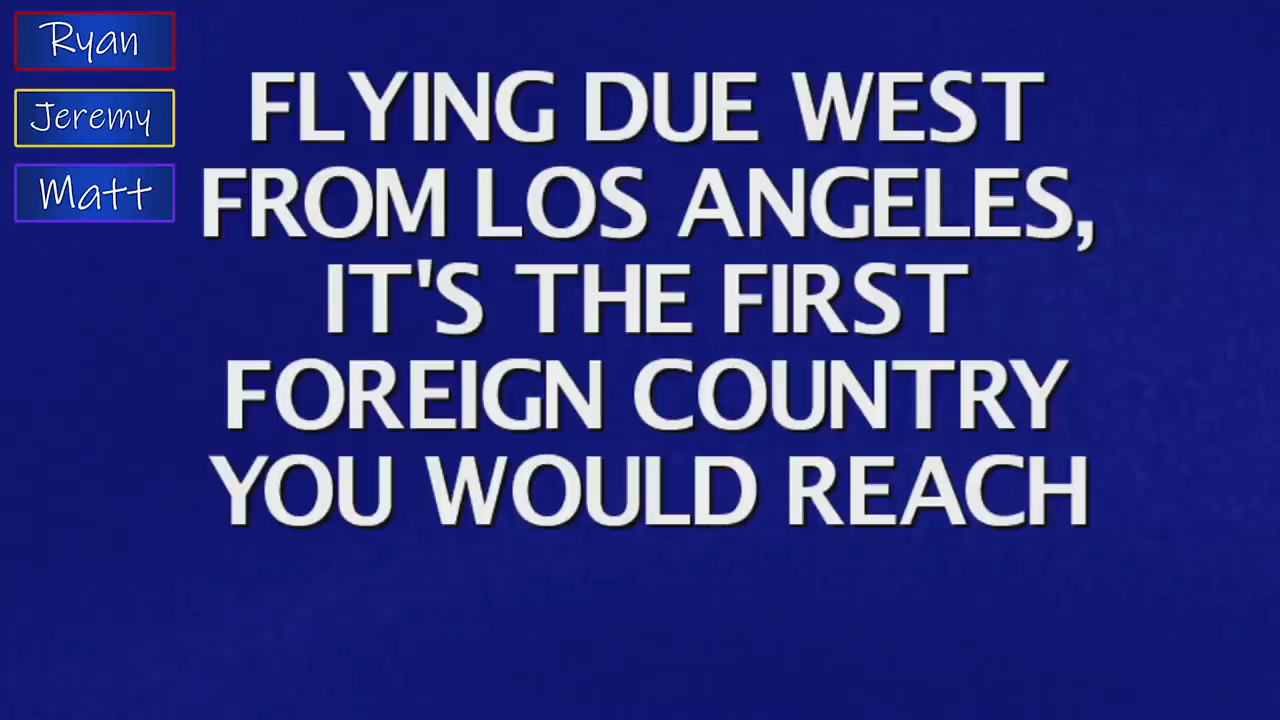 Ryan
Jeremy
Matt
FLYING DUE WEST
FROM LOS ANGELES,
IT'S THE FIRST
FOREIGN COUNTRY
YOU WOULD REACH